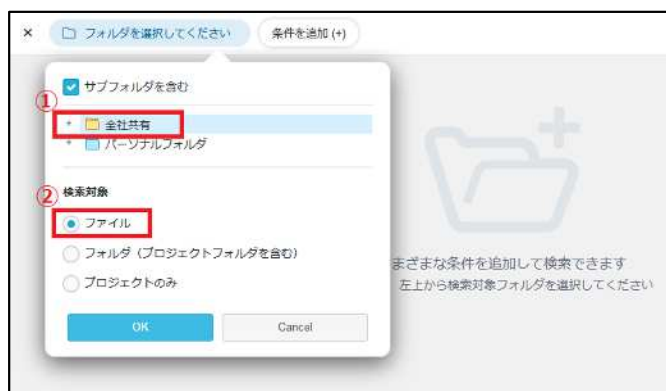 × フォルダを選択してください 条件を追加 (+)
サブフォルダを含む
①
全社共有
パーソナルフォルダ
② 検索対象
ファイル
フォルダ（プロジェクトフォルダを含む）
プロジェクトのみ
OK Cancel
まざまな条件を追加して検索できます
左上から検索対象フォルダを選択してください